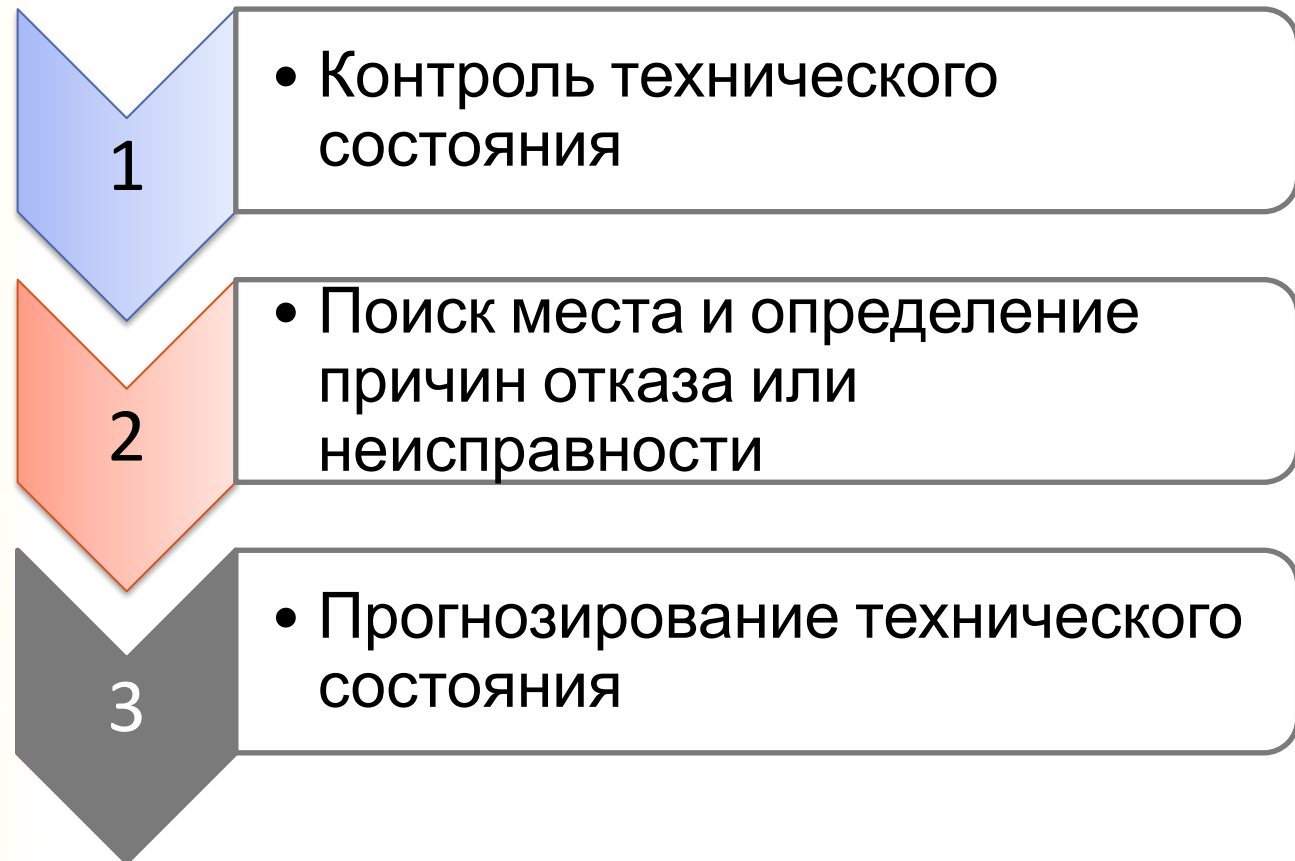 1
• Контроль технического
состояния
2
• Поиск места и определение
причин отказа или
неисправности
3
• Прогнозирование технического
состояния